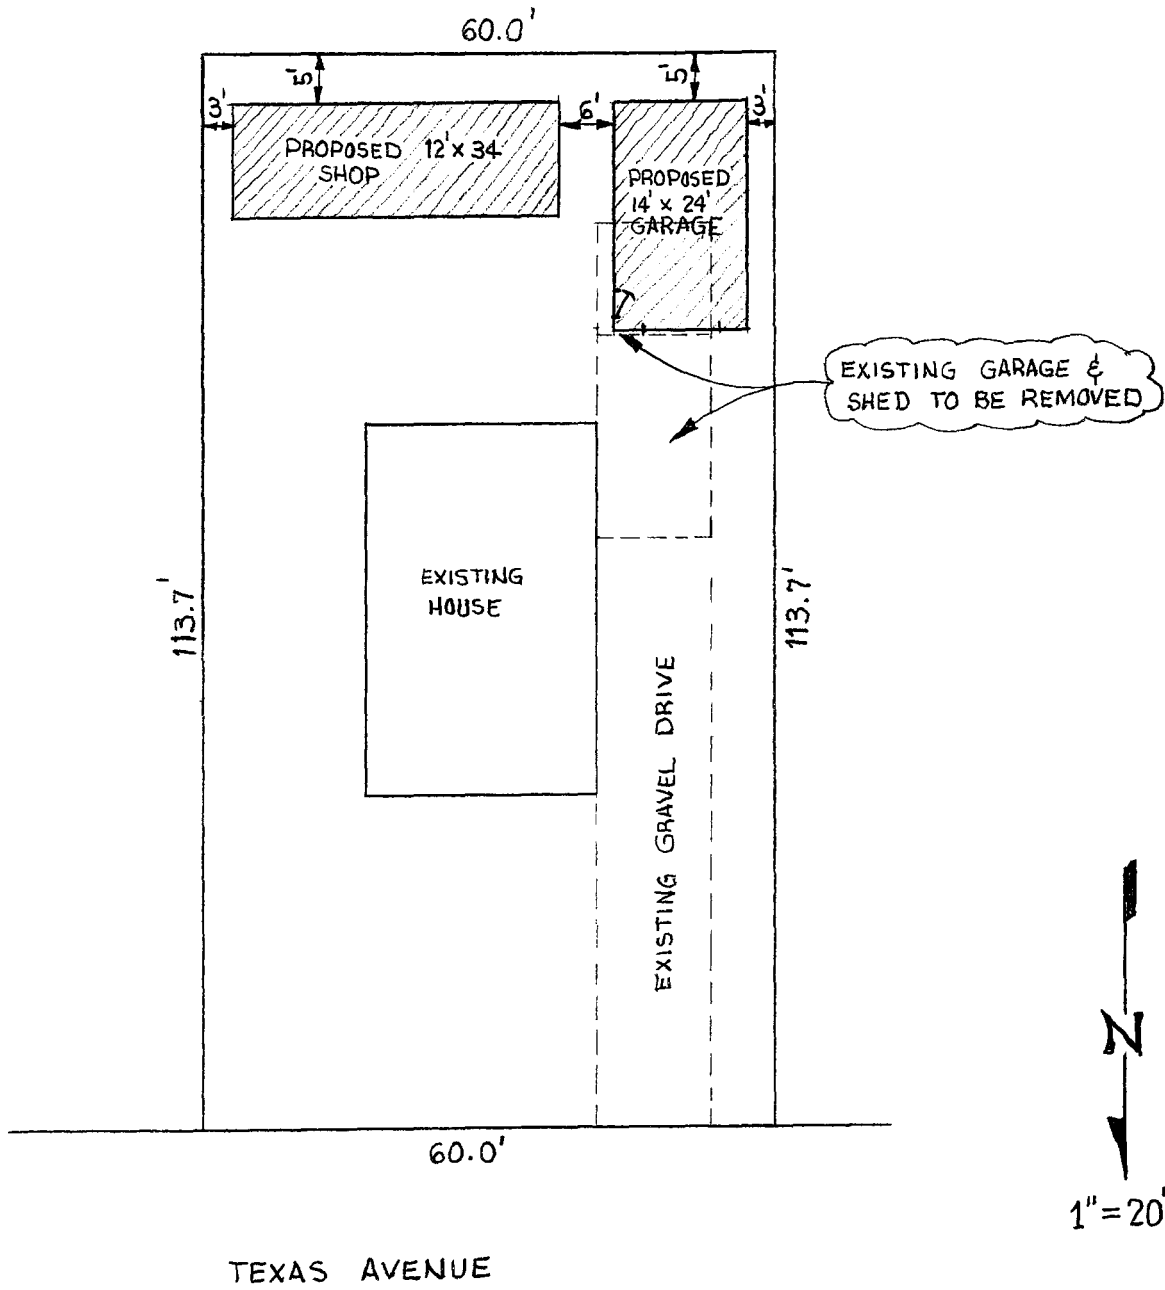 60.0'
5'
5'
3'
6'
3'
PROPOSED 12' x 34
SHOP
PROPOSED
14' x 24'
GARAGE
EXISTING GARAGE &
SHED TO BE REMOVED
EXISTING
HOUSE
113.7'
113.7'
EXISTING GRAVEL DRIVE
N
60.0'
1" = 20'
TEXAS AVENUE